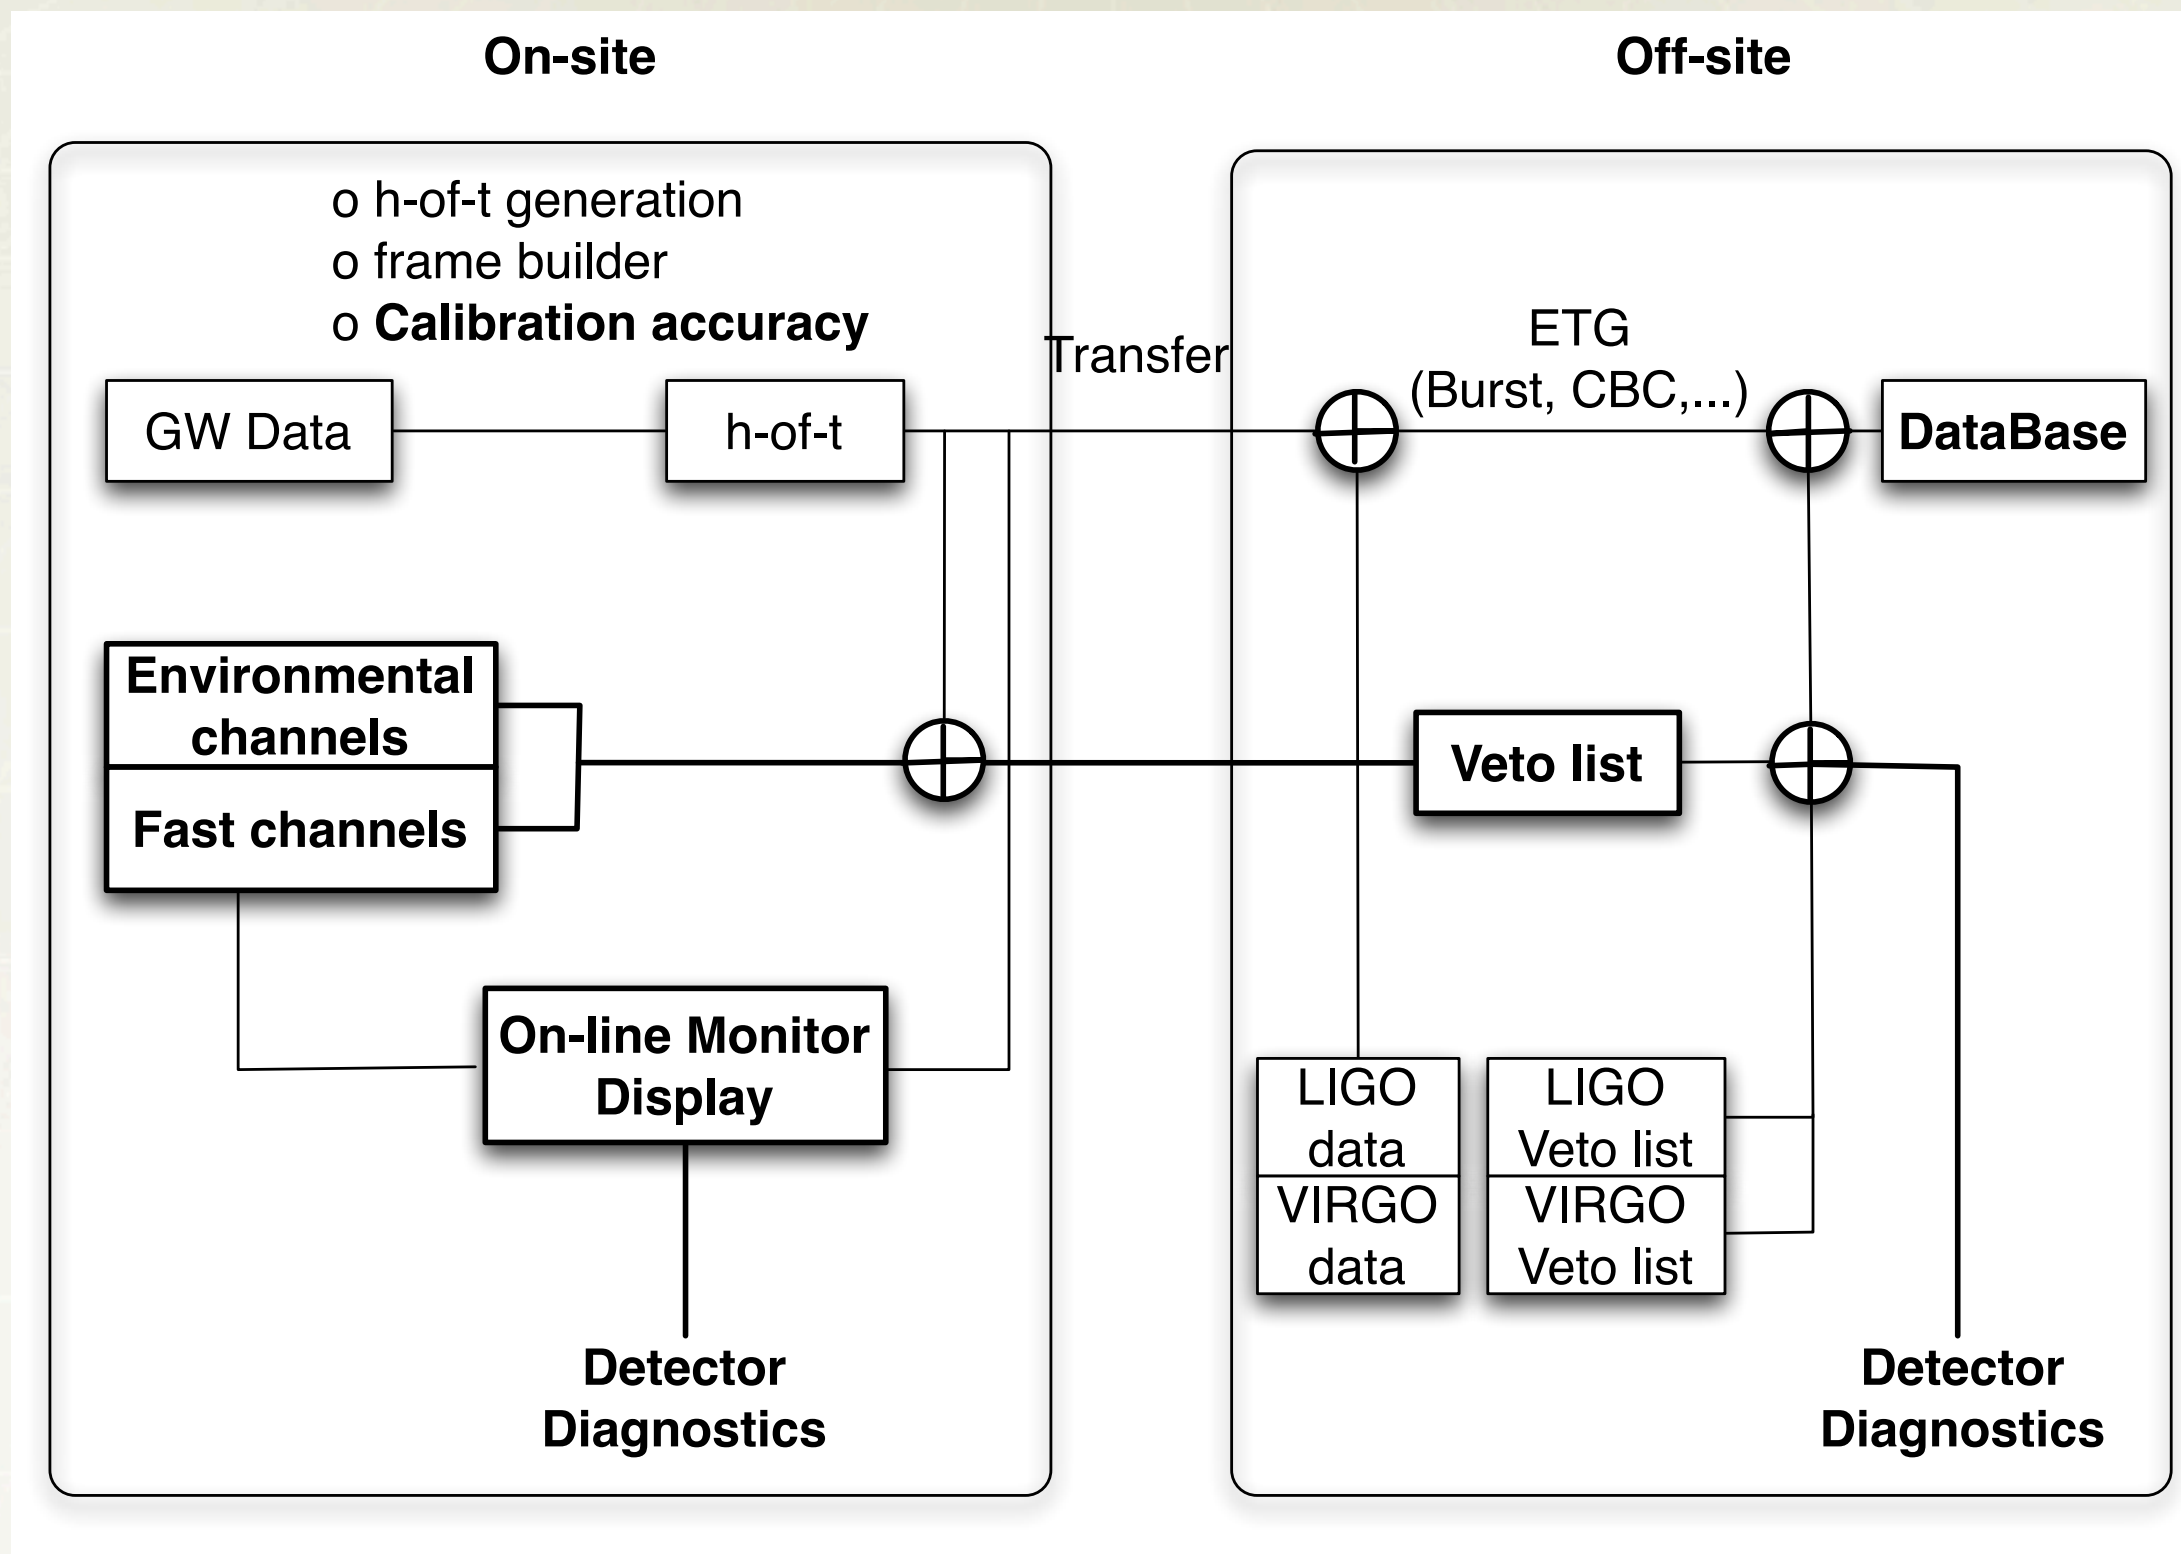 On-site
Off-site
o h-of-t generation
o frame builder
o Calibration accuracy
Transfer
ETG
(Burst, CBC,...)
GW Data
h-of-t
DataBase
Environmental
channels
Fast channels
Veto list
On-line Monitor
Display
LIGO
data
VIRGO
data
LIGO
Veto list
VIRGO
Veto list
Detector
Diagnostics
Detector
Diagnostics